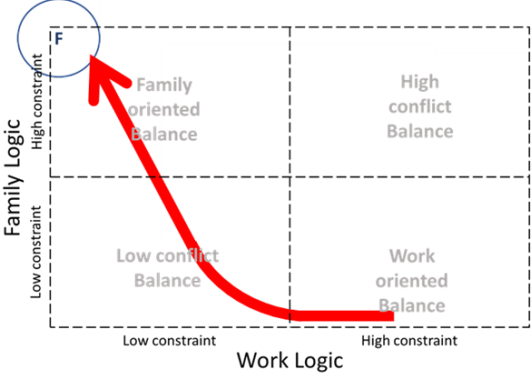 F
Family
oriented
Balance
High
conflict
Balance
Low conflict
Balance
Work
oriented
Balance
Family Logic
High constraint
Low constraint
Low constraint
High constraint
Work Logic